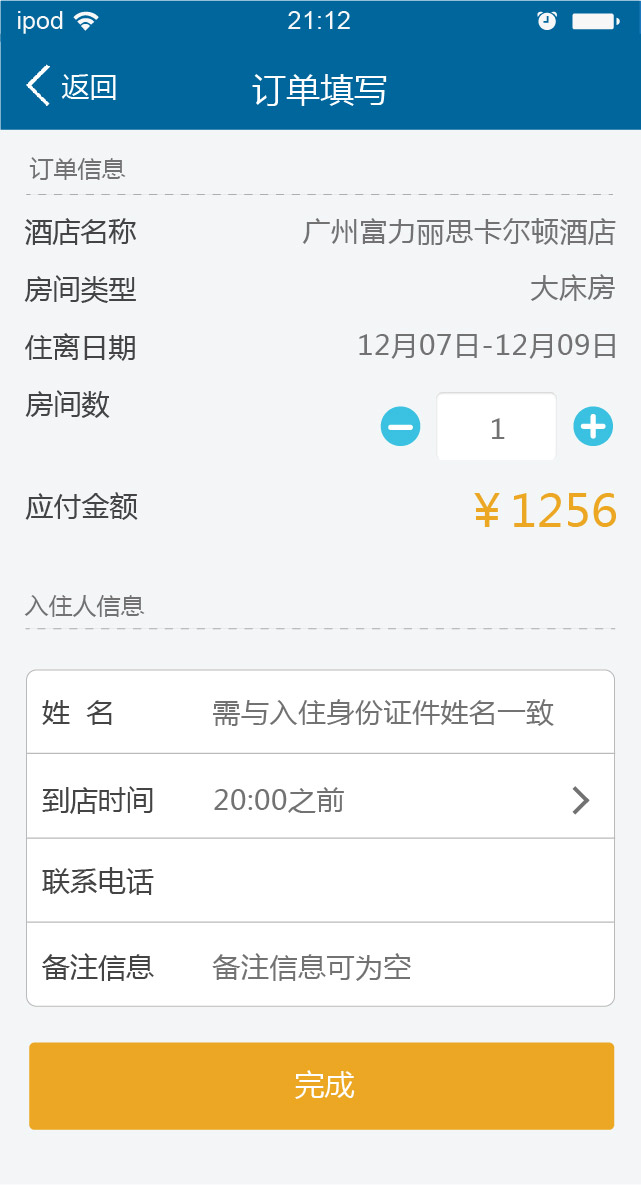 ipod 21:12
返回 订单填写
订单信息
酒店名称 广州富力丽思卡尔顿酒店
房间类型 大床房
住离日期 12月07日-12月09日
房间数 1
应付金额 ¥1256
入住人信息
姓 名 需与入住身份证件姓名一致
到店时间 20:00之前
联系电话
备注信息 备注信息可为空
完成